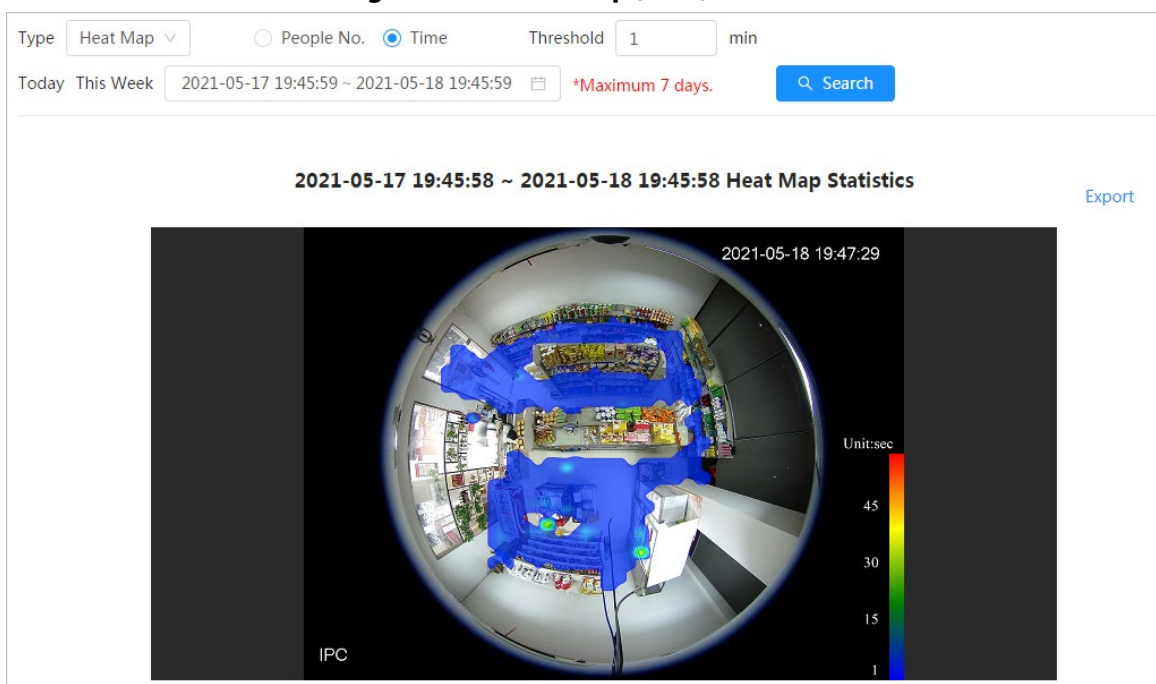 Type Heat Map People No. Time Threshold 1 min
Today This Week 2021-05-17 19:45:59 ~ 2021-05-18 19:45:59 *Maximum 7 days. Search
2021-05-17 19:45:58 ~ 2021-05-18 19:45:58 Heat Map Statistics
Export
2021-05-18 19:47:29
Unit:sec
45
30
15
1
IPC